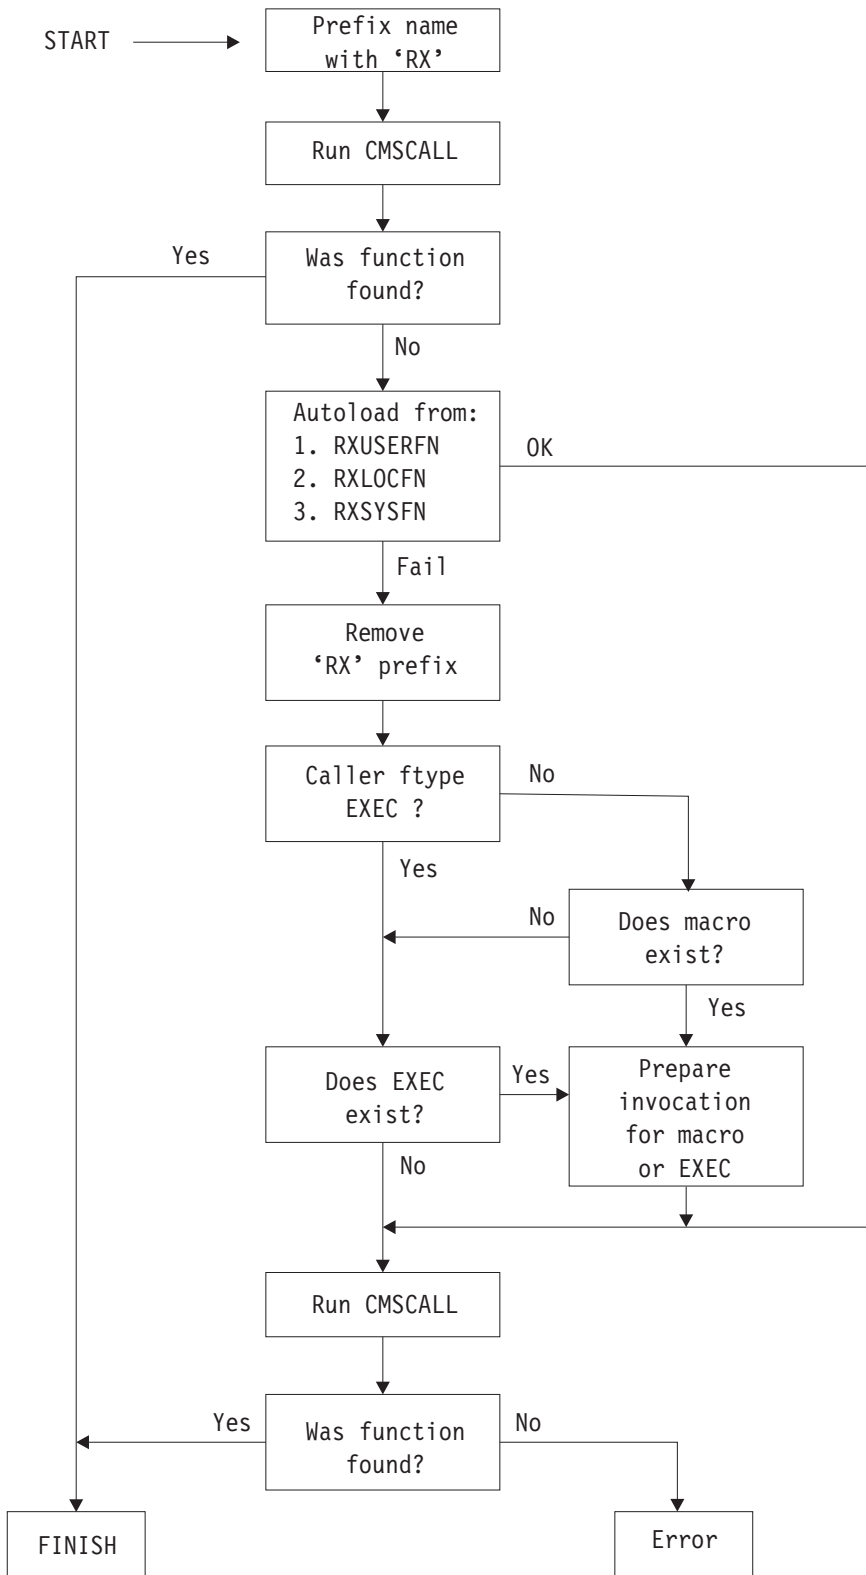 START
Prefix name
with ‘RX’
Run CMSCALL
Yes
Was function
found?
No
Autoload from:
1. RXUSERFN
2. RXLOCFN
3. RXSYSFN
OK
Fail
Remove
‘RX’ prefix
Caller ftype
EXEC ?
No
Yes
No
Does macro
exist?
Yes
Does EXEC
exist?
Yes
Prepare
invocation
for macro
or EXEC
No
Run CMSCALL
Yes
Was function
found?
No
FINISH
Error